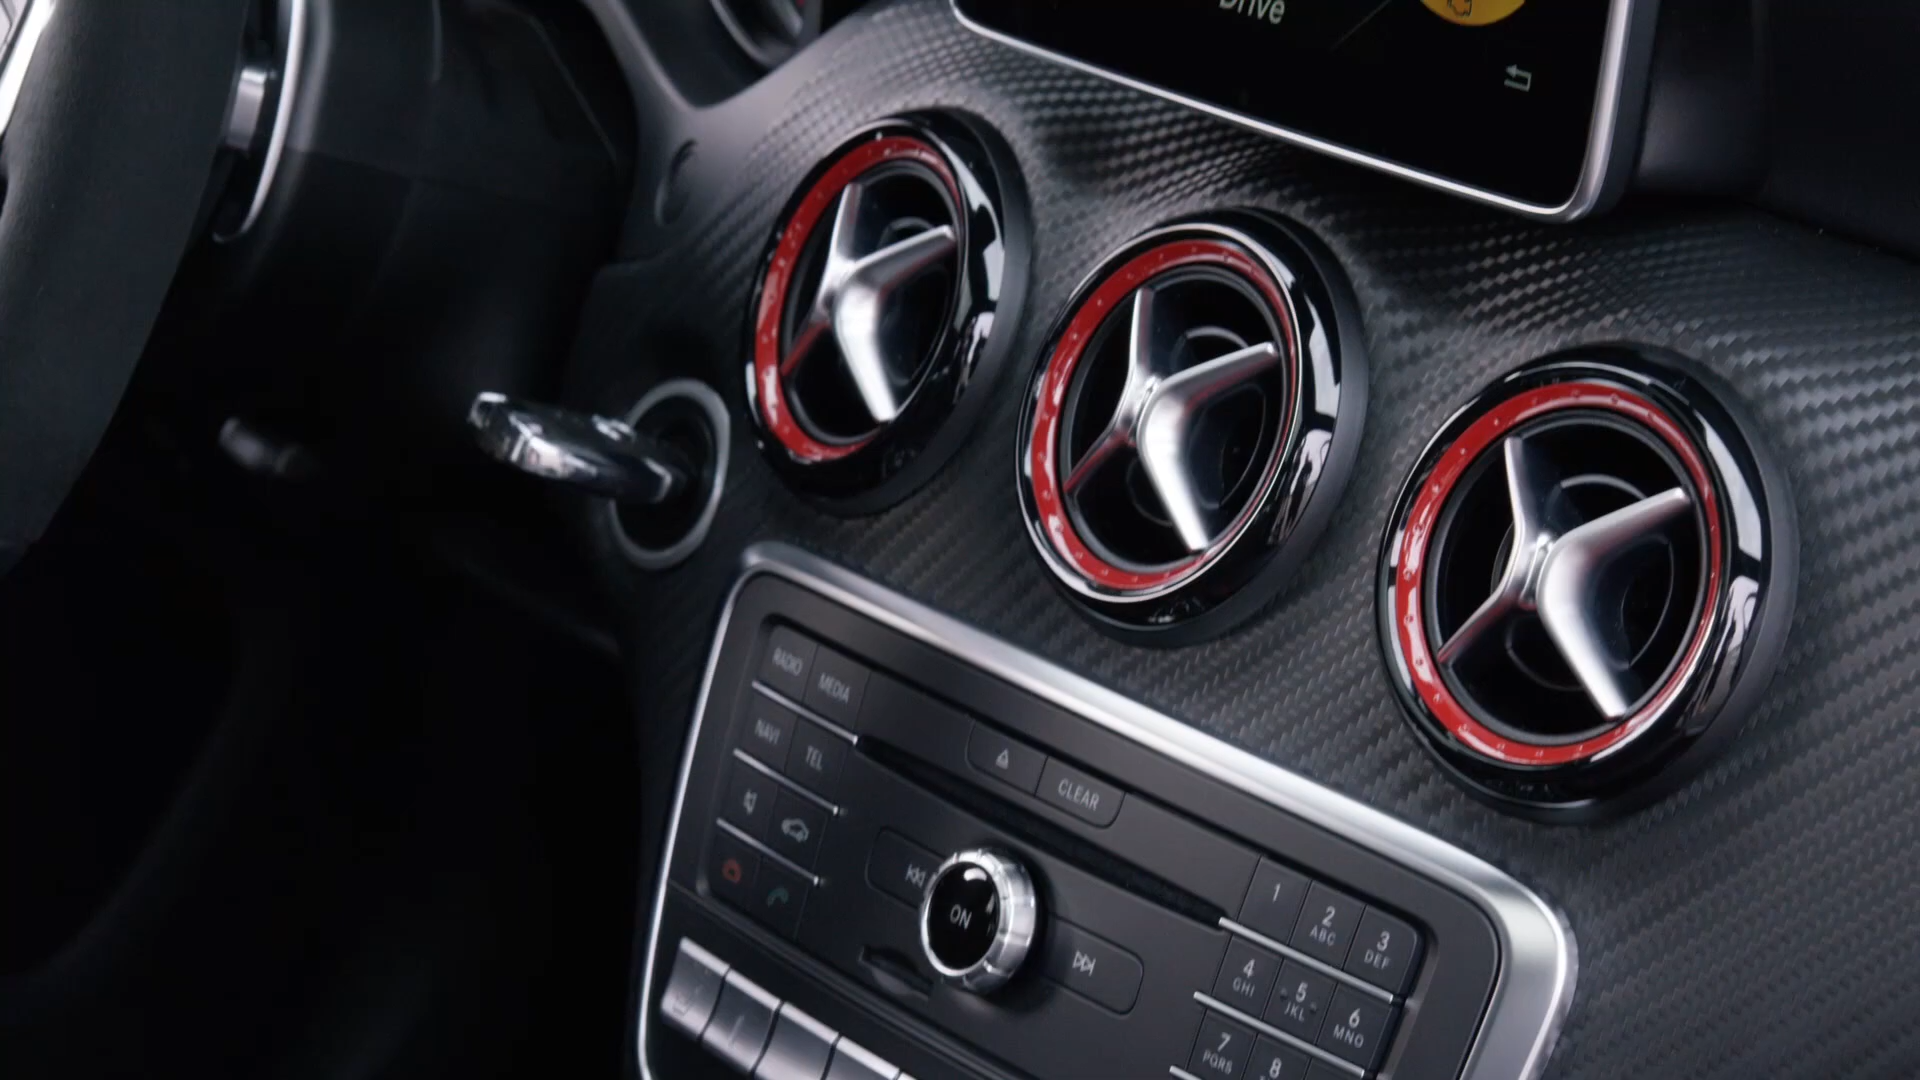 Drive
RADIO
MEDIA
NAVI
TEL
CLEAR
ON
1
2
ABC
3
DEF
4
GHI
5
JKL
6
MNO
7
PQRS
8